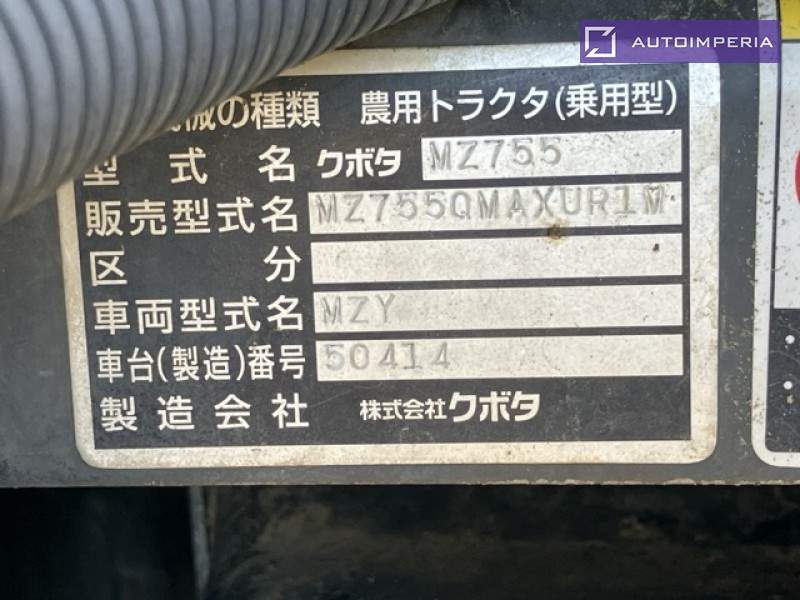 AUTOIMPERIA
械の種類 農用トラクタ(乗用型)
型式名 クボタ MZ755
販売型式名 MZ755QMAXUR1M
区分
車両型式名 MZY
車台(製造)番号 50414
製造会社 株式会社クボタ